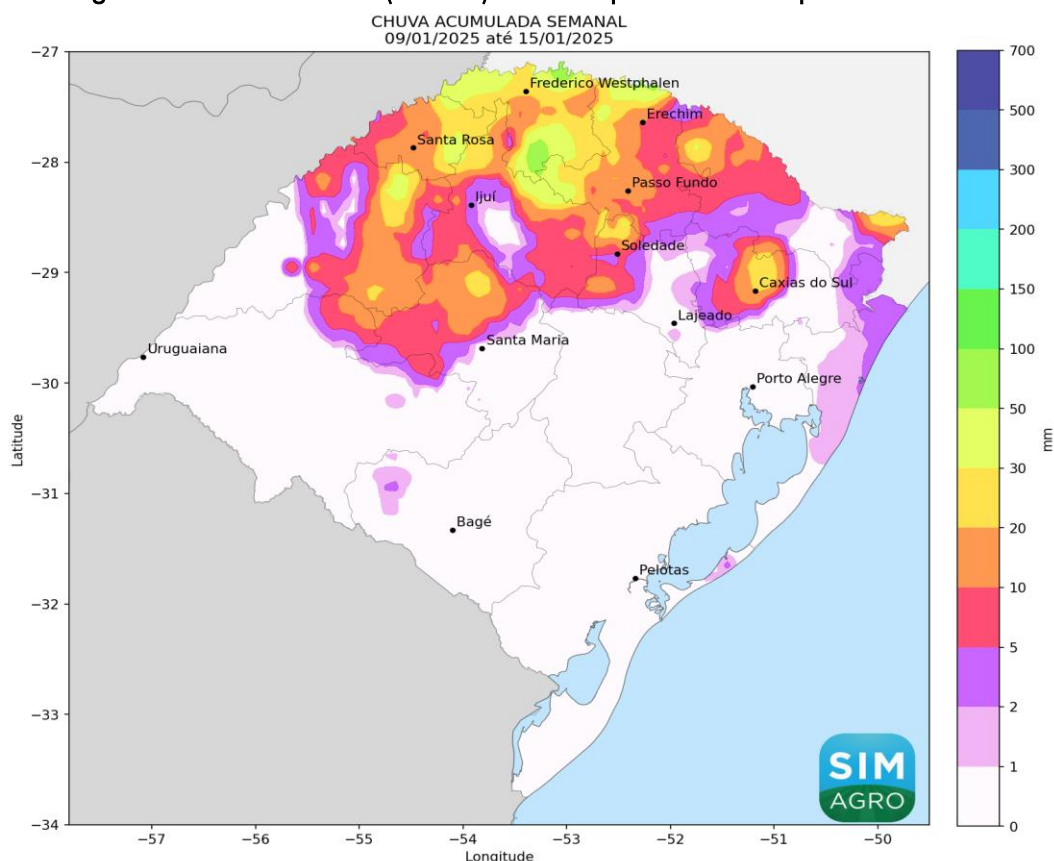 CHUVA ACUMULADA SEMANAL
09/01/2025 até 15/01/2025
−27
−28
−29
−30
−31
−32
−33
−34
Latitude
Frederico Westphalen
Erechim
Santa Rosa
Passo Fundo
Ijuí
Soledade
Caxias do Sul
Lajeado
Santa Maria
Uruguaiana
Porto Alegre
Bagé
Pelotas
SIM
AGRO
−57
−56
−55
−54
−53
−52
−51
−50
Longitude
700
500
300
200
150
100
50
30
20
10
5
2
1
0
mm